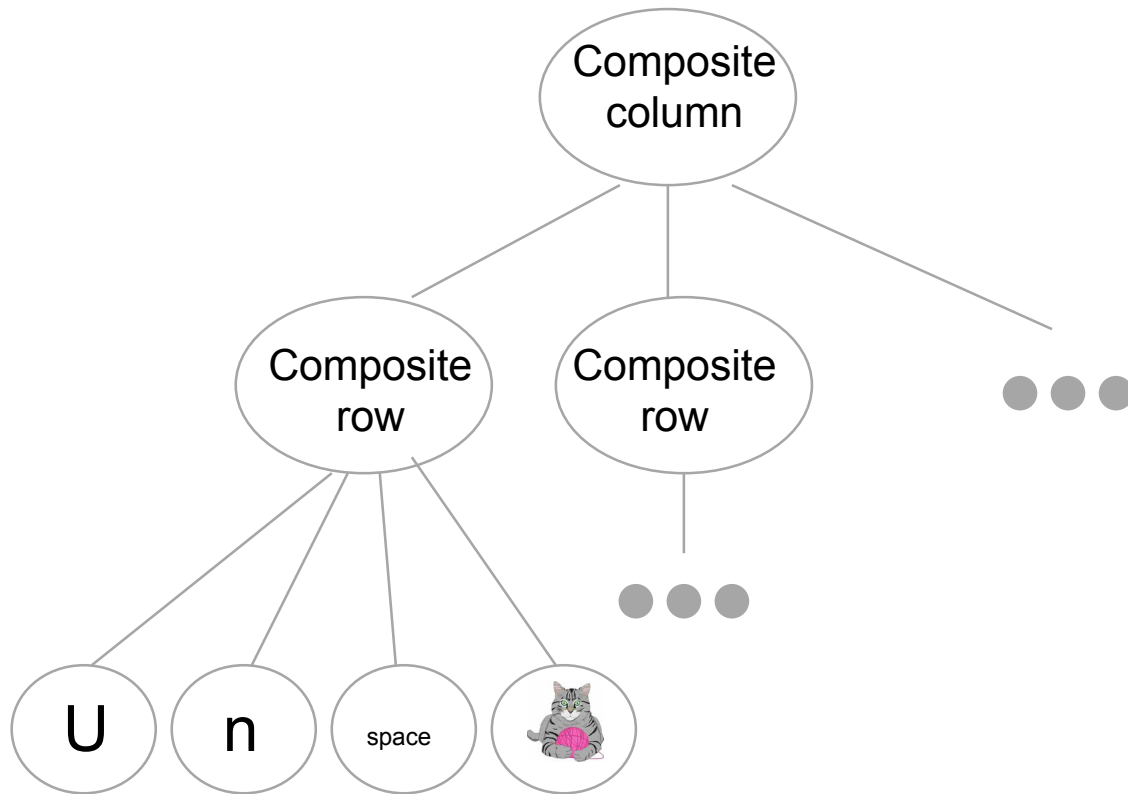 Composite
column
Composite
row
Composite
row
U
n
space